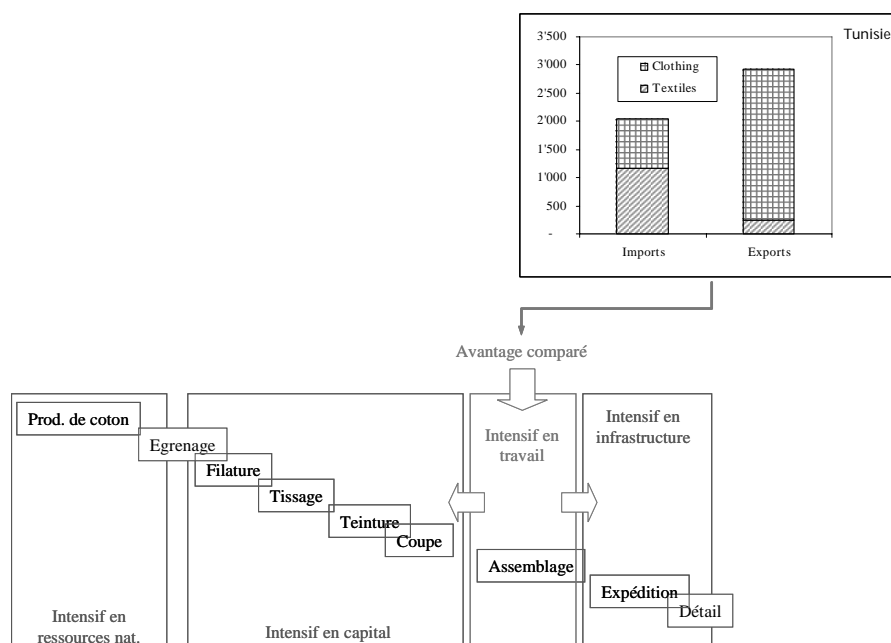 Tunisie
3'500
3'000
2'500
2'000
1'500
1'000
500
-
Clothing
Textiles
Imports
Exports
Avantage comparé
Prod. de coton
Egrenage
Filature
Tissage
Teinture
Coupe
Intensif en
travail
Assemblage
Intensif en
infrastructure
Expédition
Détail
Intensif en
ressources nat.
Intensif en capital